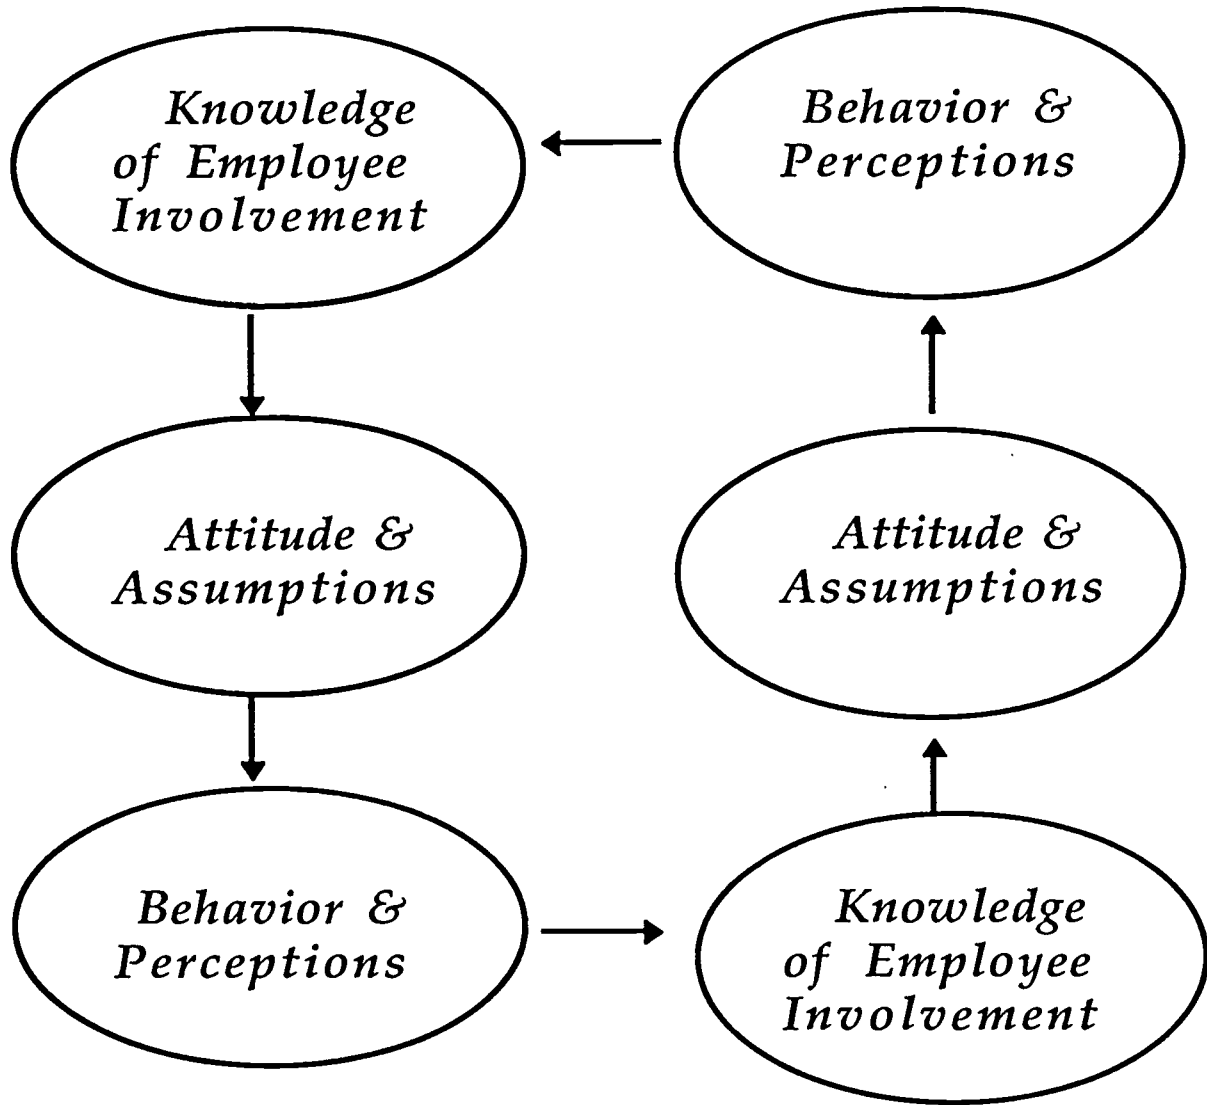 Knowledge
of Employee
Involvement
Behavior &
Perceptions
Attitude &
Assumptions
Attitude &
Assumptions
Behavior &
Perceptions
Knowledge
of Employee
Involvement